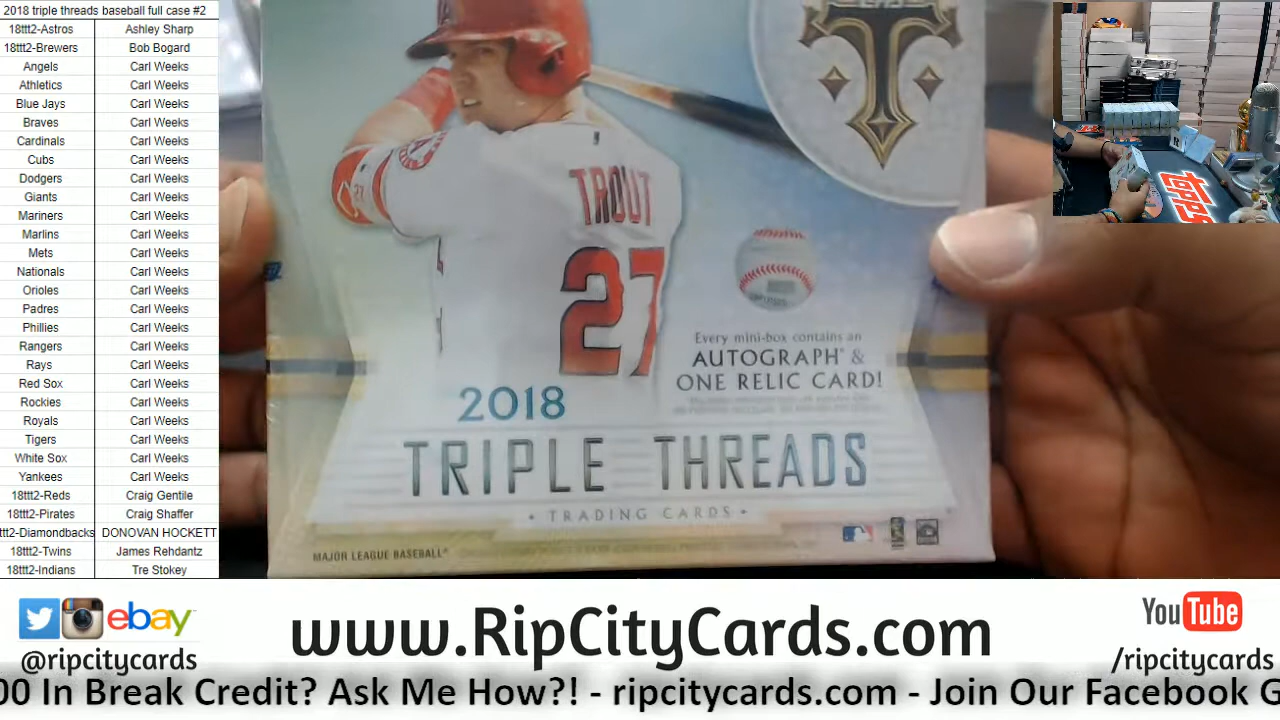 2018 triple threads baseball full case #2
18ttt2-Astros Ashley Sharp
18ttt2-Brewers Bob Bogard
Angels Carl Weeks
Athletics Carl Weeks
Blue Jays Carl Weeks
Braves Carl Weeks
Cardinals Carl Weeks
Cubs Carl Weeks
Dodgers Carl Weeks
Giants Carl Weeks
Mariners Carl Weeks
Marlins Carl Weeks
Mets Carl Weeks
Nationals Carl Weeks
Orioles Carl Weeks
Padres Carl Weeks
Phillies Carl Weeks
Rangers Carl Weeks
Rays Carl Weeks
Red Sox Carl Weeks
Rockies Carl Weeks
Royals Carl Weeks
Tigers Carl Weeks
White Sox Carl Weeks
Yankees Carl Weeks
18ttt2-Reds Craig Gentile
18ttt2-Pirates Craig Shaffer
ttt2-Diamondbacks DONOVAN HOCKETT
18ttt2-Twins James Rehdantz
18ttt2-Indians Tre Stokey
T
TROUT
27
Every mini-box contains an
AUTOGRAPH & 
ONE RELIC CARD!
2018
TRIPLE THREADS
• TRADING CARDS •
MAJOR LEAGUE BASEBALL
topps
ebay
@ripcitycards
www.RipCityCards.com
YouTube
/ripcitycards
00 In Break Credit? Ask Me How?! - ripcitycards.com - Join Our Facebook G